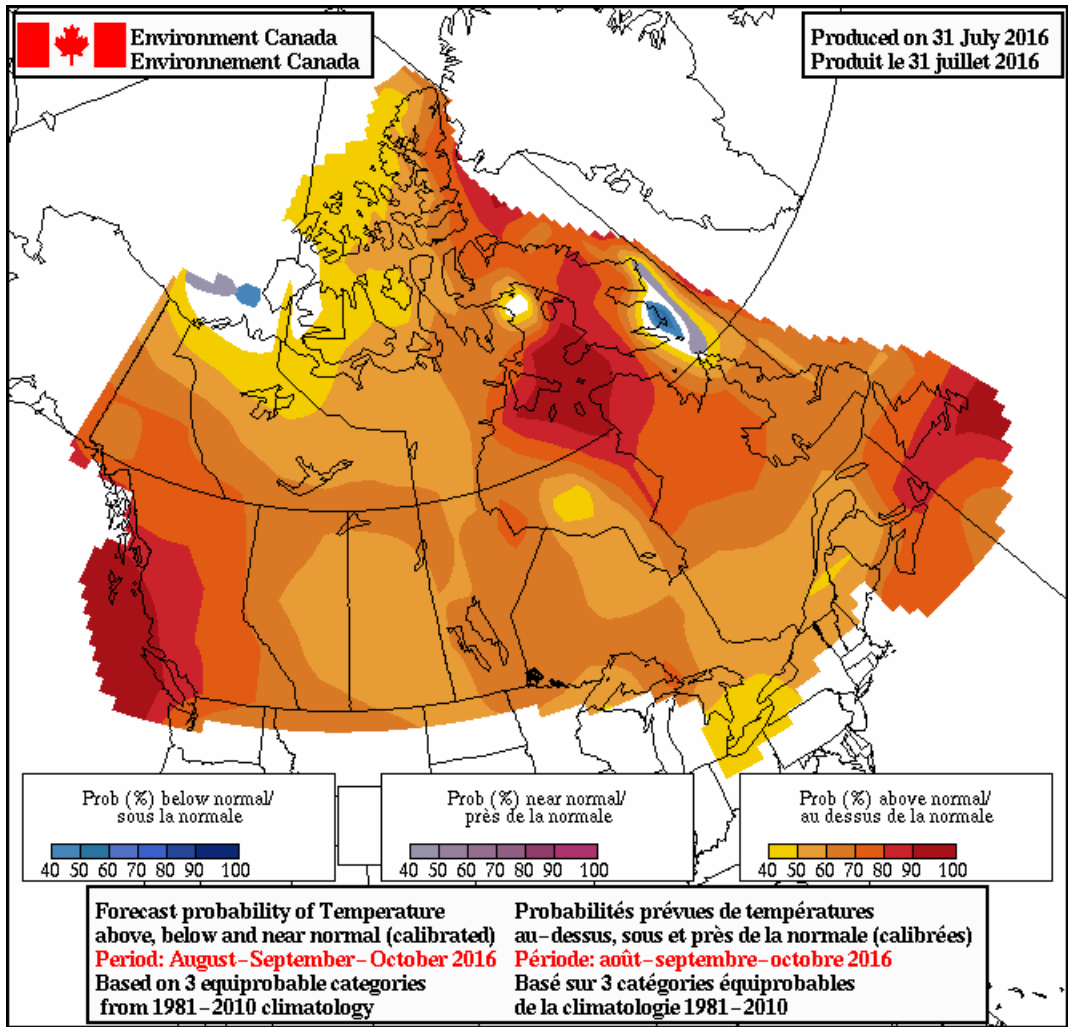 Environment Canada
Environnement Canada
Produced on 31 July 2016
Produit le 31 juillet 2016
Prob (%) below normal/
sous la normale
40 50 60 70 80 90 100
Prob (%) near normal/
près de la normale
40 50 60 70 80 90 100
Prob (%) above normal/
au dessus de la normale
40 50 60 70 80 90 100
Forecast probability of Temperature
above, below and near normal (calibrated)
Period: August-September-October 2016
Based on 3 equiprobable categories
from 1981-2010 climatology
Probabilités prévues de températures
au-dessus, sous et près de la normale (calibrées)
Période: août-septembre-octobre 2016
Basé sur 3 catégories équiprobables
de la climatologie 1981-2010